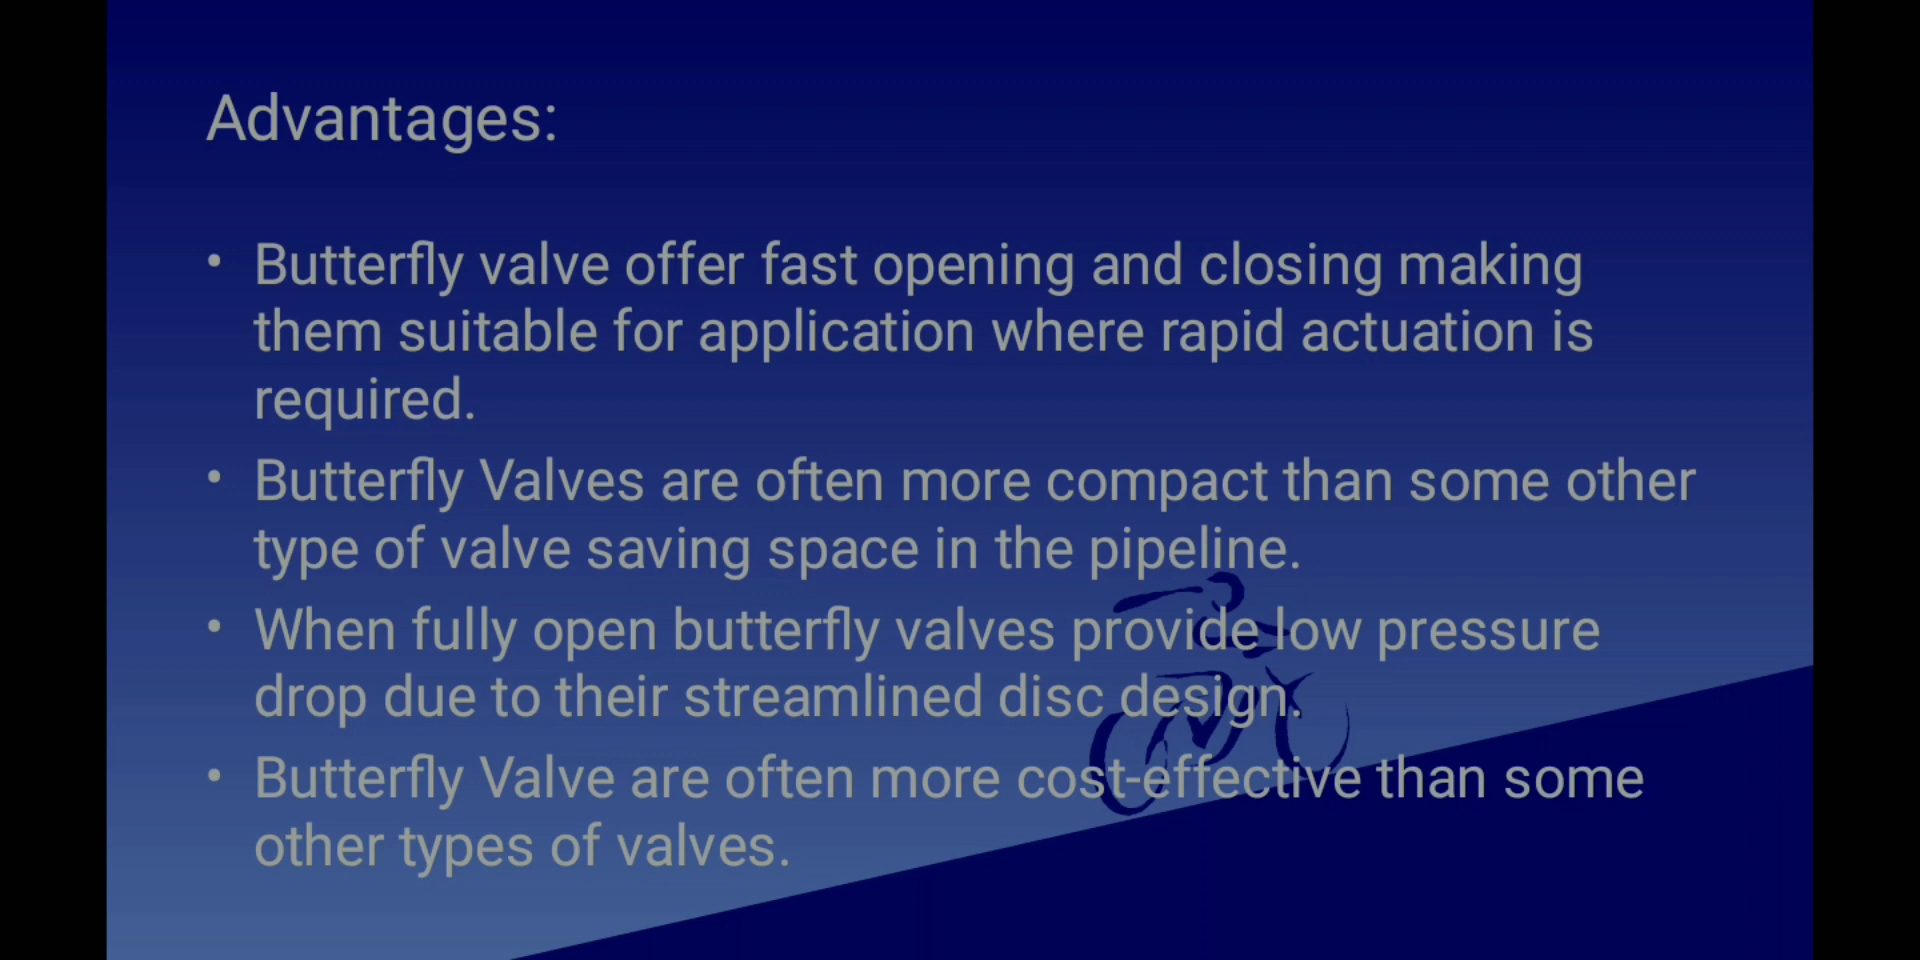 Advantages:
• Butterfly valve offer fast opening and closing making
them suitable for application where rapid actuation is
required.
• Butterfly Valves are often more compact than some other
type of valve saving space in the pipeline.
• When fully open butterfly valves provide low pressure
drop due to their streamlined disc design.
• Butterfly Valve are often more cost-effective than some
other types of valves.